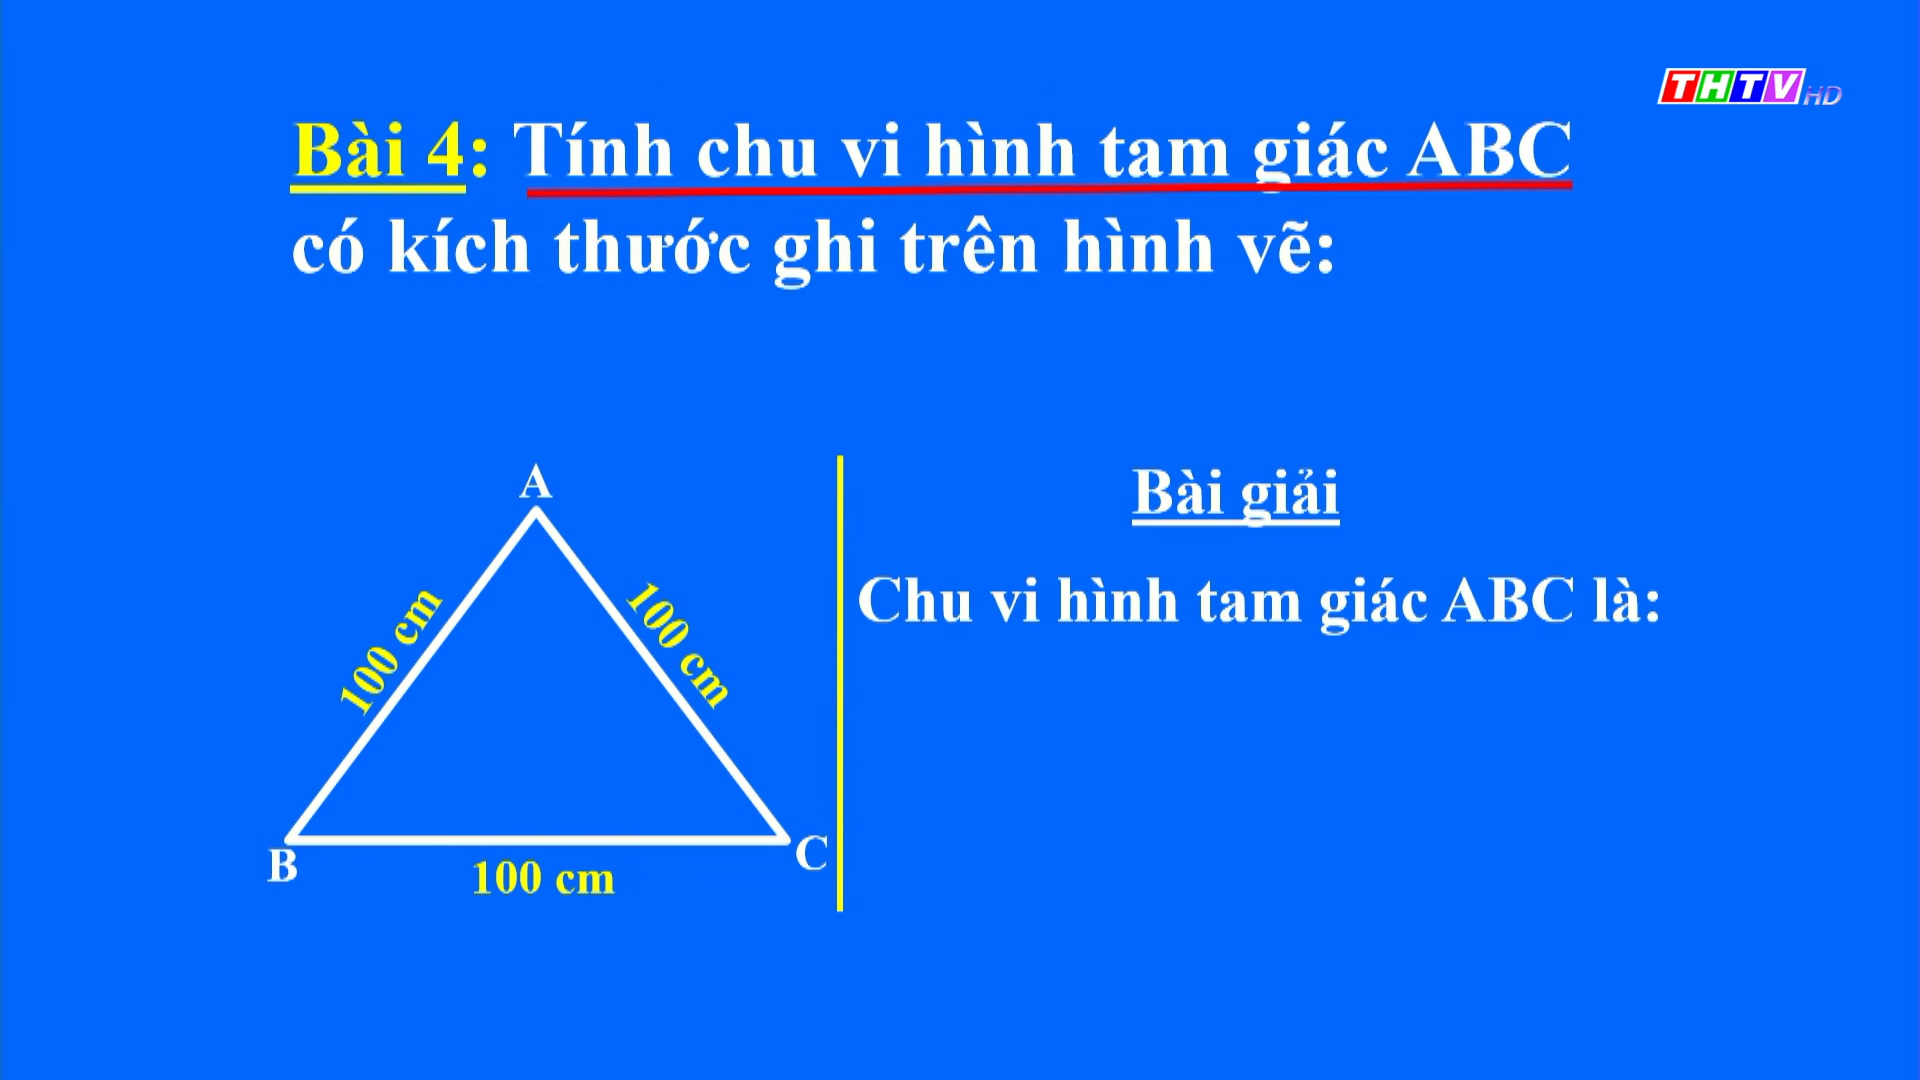 THTV HD
Bài 4: Tính chu vi hình tam giác ABC
có kích thước ghi trên hình vẽ:
A
100 cm
100 cm
B
C
100 cm
Bài giải
Chu vi hình tam giác ABC là: